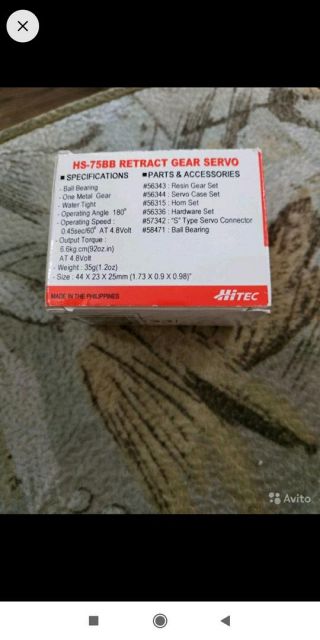 HS-75BB RETRACT GEAR SERVO
■ SPECIFICATIONS
- Ball Bearing
- One Metal Gear
- Water Tight
- Operating Angle 180°
- Operating Speed :
0.45sec/60° AT 4.8Volt
- Output Torque :
6.6kg.cm(92oz.in)
AT 4.8Volt
- Weight : 35g(1.2oz)
- Size : 44 X 23 X 25mm (1.73 X 0.9 X 0.98)"
■ PARTS & ACCESSORIES
#56343 : Resin Gear Set
#56344 : Servo Case Set
#56315 : Horn Set
#56336 : Hardware Set
#57342 : "S" Type Servo Connector
#58471 : Ball Bearing
MADE IN THE PHILIPPINES
HiTEC
Avito